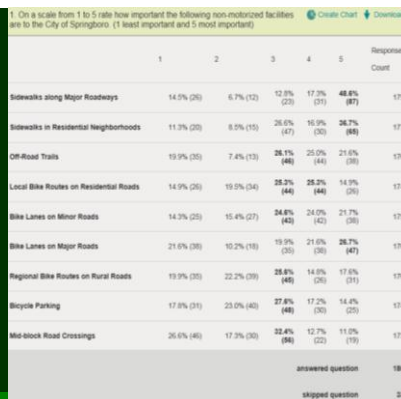 1. On a scale from 1 to 5 rate how important the following non-motorized facilities
are to the City of Springboro. (1 least important and 5 most important)
Create Chart
1 2 3 4 5 Response
Count
Sidewalks along Major Roadways 14.5% (26) 6.7% (12) 12.8% (23) 17.3% (31) 48.6% (87)
Sidewalks in Residential Neighborhoods 11.3% (20) 8.5% (15) 26.6% (47) 16.9% (30) 36.7% (65)
Off-Road Trails 19.9% (35) 7.4% (13) 26.1% (46) 25.0% (44) 21.6% (38)
Local Bike Routes on Residential Roads 14.9% (26) 19.5% (34) 25.3% (44) 25.3% (44) 14.9% (26)
Bike Lanes on Minor Roads 14.3% (25) 15.4% (27) 24.6% (43) 24.0% (42) 21.7% (38)
Bike Lanes on Major Roads 21.6% (38) 10.2% (18) 19.9% (35) 21.6% (38) 26.7% (47)
Regional Bike Routes on Rural Roads 19.9% (35) 22.2% (39) 25.6% (45) 14.8% (26) 17.6% (31)
Bicycle Parking 17.8% (31) 23.0% (40) 27.6% (48) 17.2% (30) 14.4% (25)
Mid-block Road Crossings 26.6% (46) 17.3% (30) 32.4% (56) 12.7% (22) 11.0% (19)
answered question
skipped question